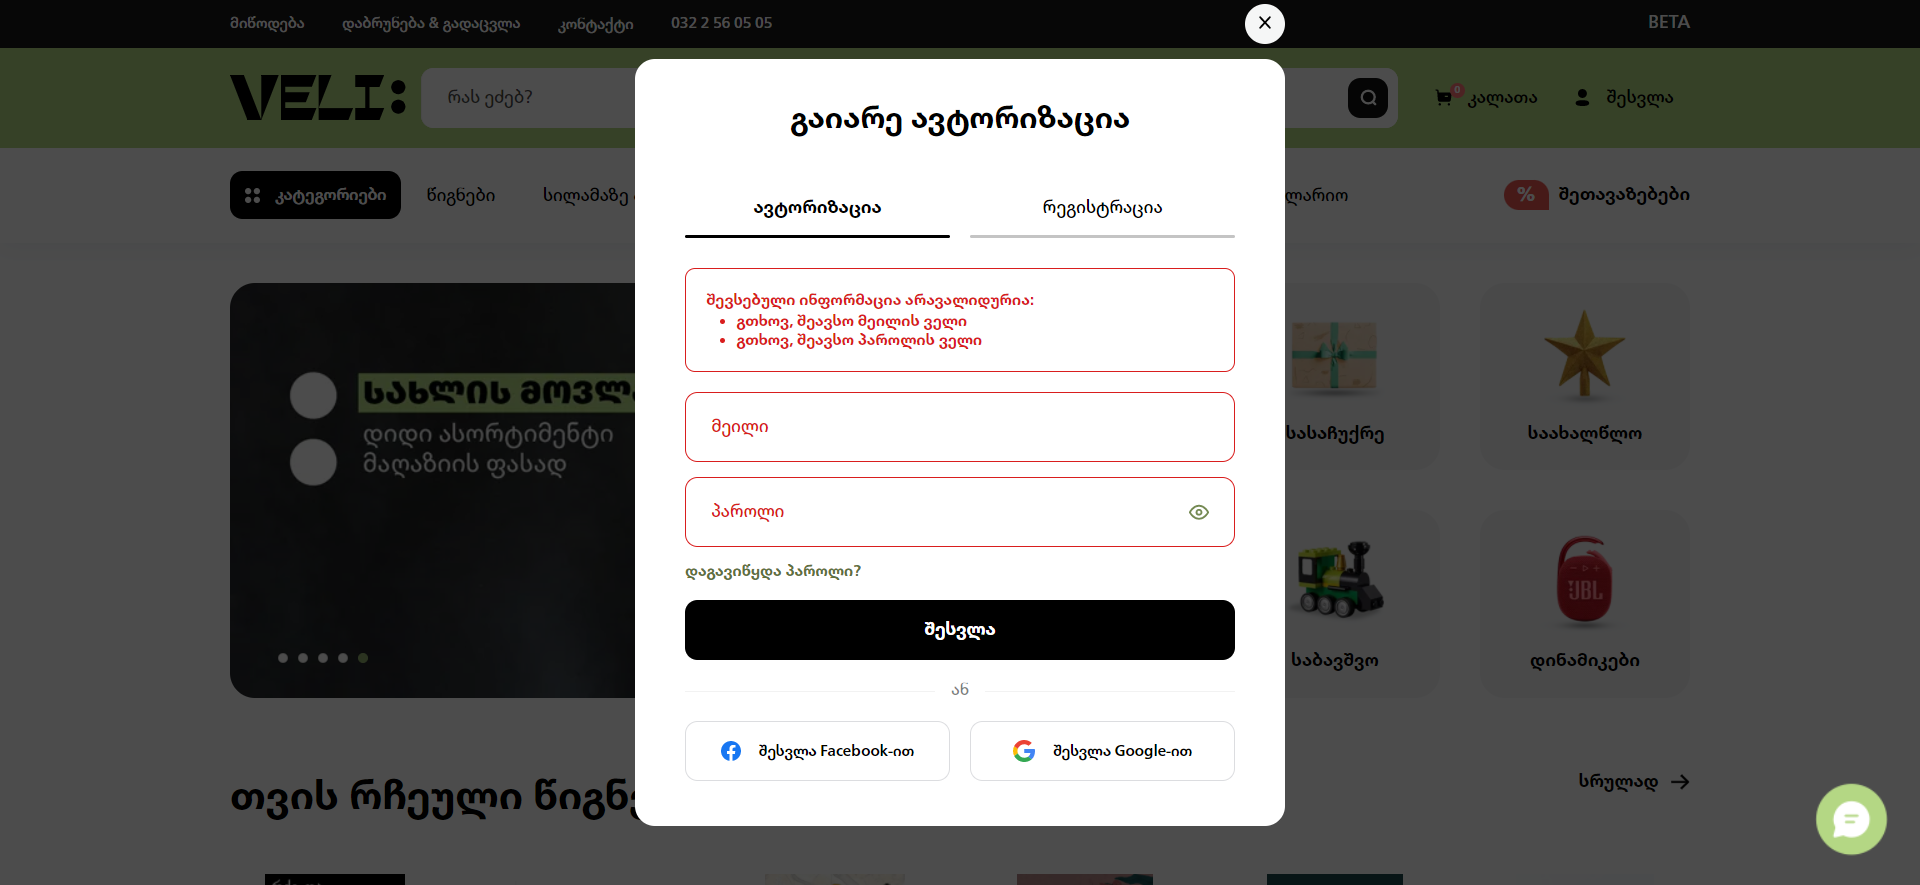 მიწოდება
დაბრუნება & გადაცვლა
კონტაქტი
032 2 56 05 05
BETA
VELI:
რას ეძებ?
0
კალათა
შესვლა
კატეგორიები
წიგნები
სილამაზე
%
შეთავაზებები
გაიარე ავტორიზაცია
ავტორიზაცია
რეგისტრაცია
შევსებული ინფორმაცია არავალიდურია:
გთხოვ, შეავსო მეილის ველი
გთხოვ, შეავსო პაროლის ველი
მეილი
პაროლი
დაგავიწყდა პაროლი?
შესვლა
ან
შესვლა Facebook-ით
შესვლა Google-ით
სახლის
დიდი ასორტიმენტი
მაღაზიის ფასად
სასაჩუქრე
საახალწლო
JBL
საბავშვო
დინამიკები
თვის რჩეული
სრულად